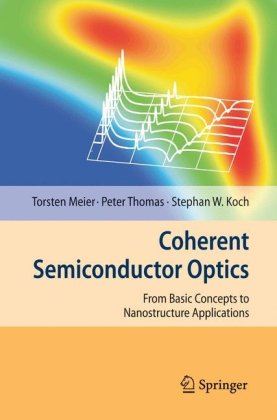 Torsten Meier · Peter Thomas · Stephan W. Koch
Coherent
Semiconductor Optics
From Basic Concepts to
Nanostructure Applications
Springer